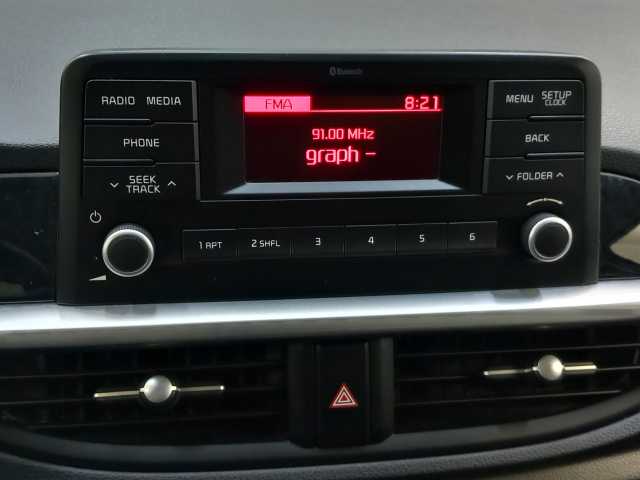 Bluetooth
RADIO MEDIA
PHONE
SEEK
TRACK
FMA 8:21
91.00 MHz
graph -
MENU SETUP
CLOCK
BACK
FOLDER
1 RPT 2 SHFL 3 4 5 6